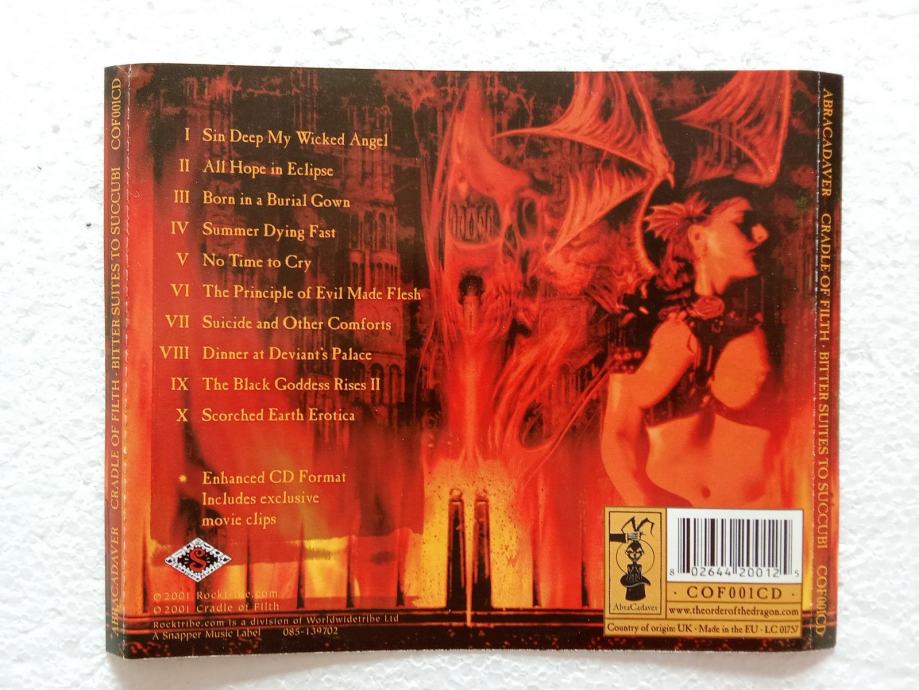 ABRACADAVER CRADLE OF FILTH · BITTER SUITES TO SUCCUBI COF001CD
I Sin Deep My Wicked Angel
II All Hope in Eclipse
III Born in a Burial Gown
IV Summer Dying Fast
V No Time to Cry
VI The Principle of Evil Made Flesh
VII Suicide and Other Comforts
VIII Dinner at Deviant's Palace
IX The Black Goddess Rises II
X Scorched Earth Erotica
Enhanced CD Format
Includes exclusive
movie clips
S
℗ 2001 Rocktribe.com
© 2001 Cradle of Filth
Rocktribe.com is a division of Worldwidetribe Ltd
A Snapper Music Label 085-139702
AbraCadaver
8 02644 20012 5
· COF001CD ·
www.theorderofthedragon.com
Country of origin: UK · Made in the EU · LC 01757
ABRACADAVER CRADLE OF FILTH · BITTER SUITES TO SUCCUBI COF001CD